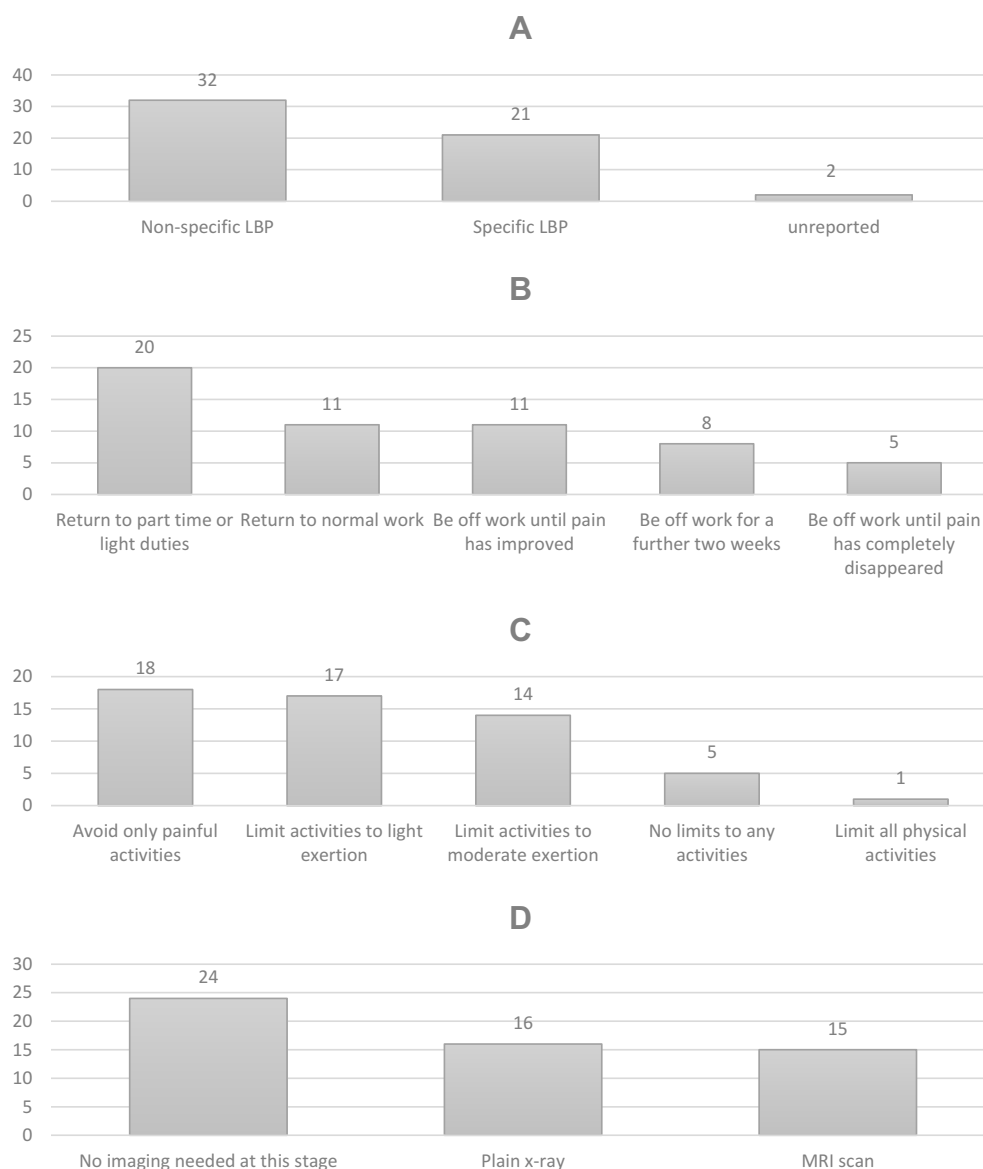 A
40
32
30
21
20
10
2
0
Non-specific LBP
Specific LBP
unreported
B
25
20
20
15
11
11
10
8
5
5
0
Return to part time or
light duties
Return to normal work
Be off work until pain
has improved
Be off work for a
further two weeks
Be off work until pain
has completely
disappeared
C
20
18
17
15
14
10
5
5
1
0
Avoid only painful
activities
Limit activities to light
exertion
Limit activities to
moderate exertion
No limits to any
activities
Limit all physical
activities
D
30
25
24
20
16
15
15
10
5
0
No imaging needed at this stage
Plain x-ray
MRI scan